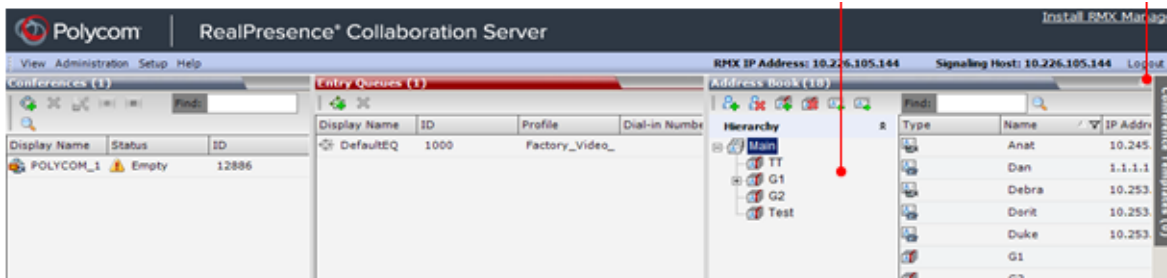 Install RMX Manag
Polycom | RealPresence® Collaboration Server
View Administration Setup Help
RMX IP Address: 10.226.105.144
Signaling Host: 10.226.105.144
Logout
Conferences (1)
Find:
Display Name Status ID
POLYCOM_1 Empty 12886
Entry Queues (1)
Display Name ID Profile Dial-in Numbe
DefaultEQ 1000 Factory_Video_
Address Book (18)
Find:
Hierarchy
Main
TT
G1
G2
Test
Type Name IP Addre
Anat 10.245.
Dan 1.1.1.1
Debra 10.253.
Dorit 10.253.
Duke 10.253.
G1
G2